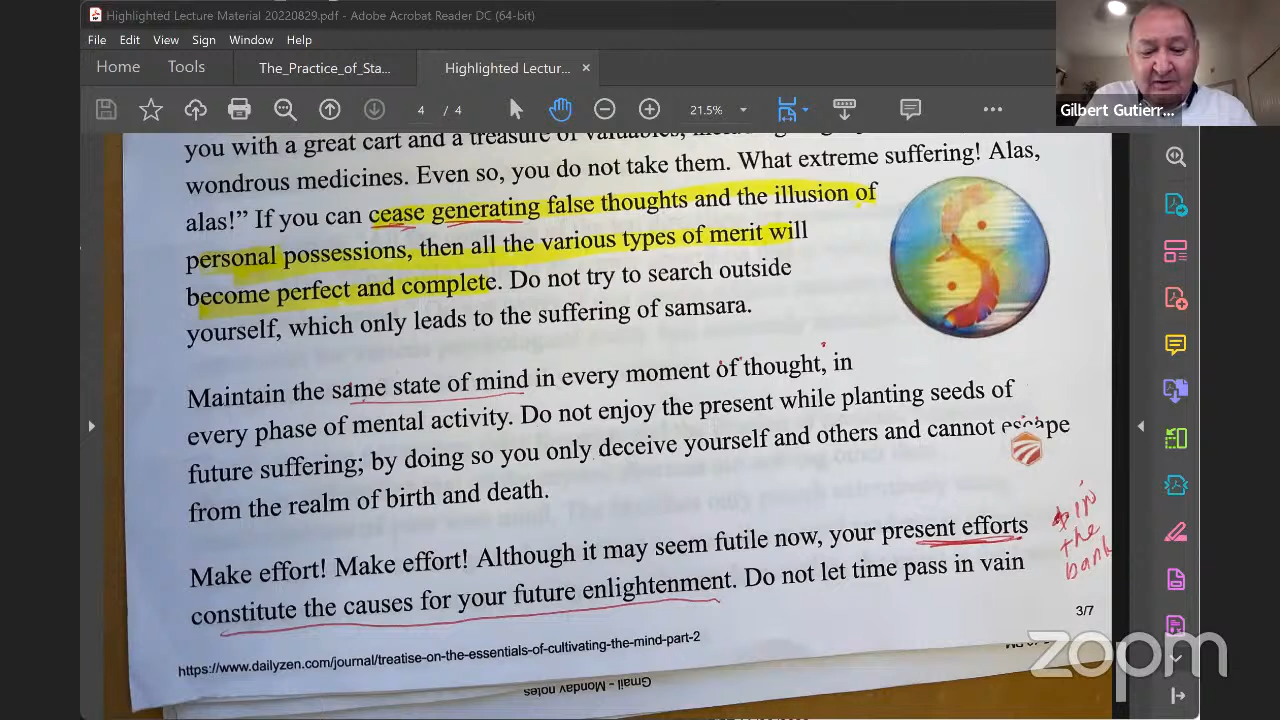 Highlighted Lecture Material 20220829.pdf - Adobe Acrobat Reader DC (64-bit)
File Edit View Sign Window Help
Home Tools The_Practice_of_Sta... Highlighted Lectur...
4 / 4 21.5%
Gilbert Gutierr...
you with a great cart and a treasure of valuables,
wondrous medicines. Even so, you do not take them. What extreme suffering! Alas,
alas!” If you can cease generating false thoughts and the illusion of
personal possessions, then all the various types of merit will
become perfect and complete. Do not try to search outside
yourself, which only leads to the suffering of samsara.
Maintain the same state of mind in every moment of thought, in
every phase of mental activity. Do not enjoy the present while planting seeds of
future suffering; by doing so you only deceive yourself and others and cannot escape
from the realm of birth and death.
Make effort! Make effort! Although it may seem futile now, your present efforts
constitute the causes for your future enlightenment. Do not let time pass in vain
$ in
the
bank
3/7
https://www.dailyzen.com/journal/treatise-on-the-essentials-of-cultivating-the-mind-part-2
Gmail - Monday notes
zoom